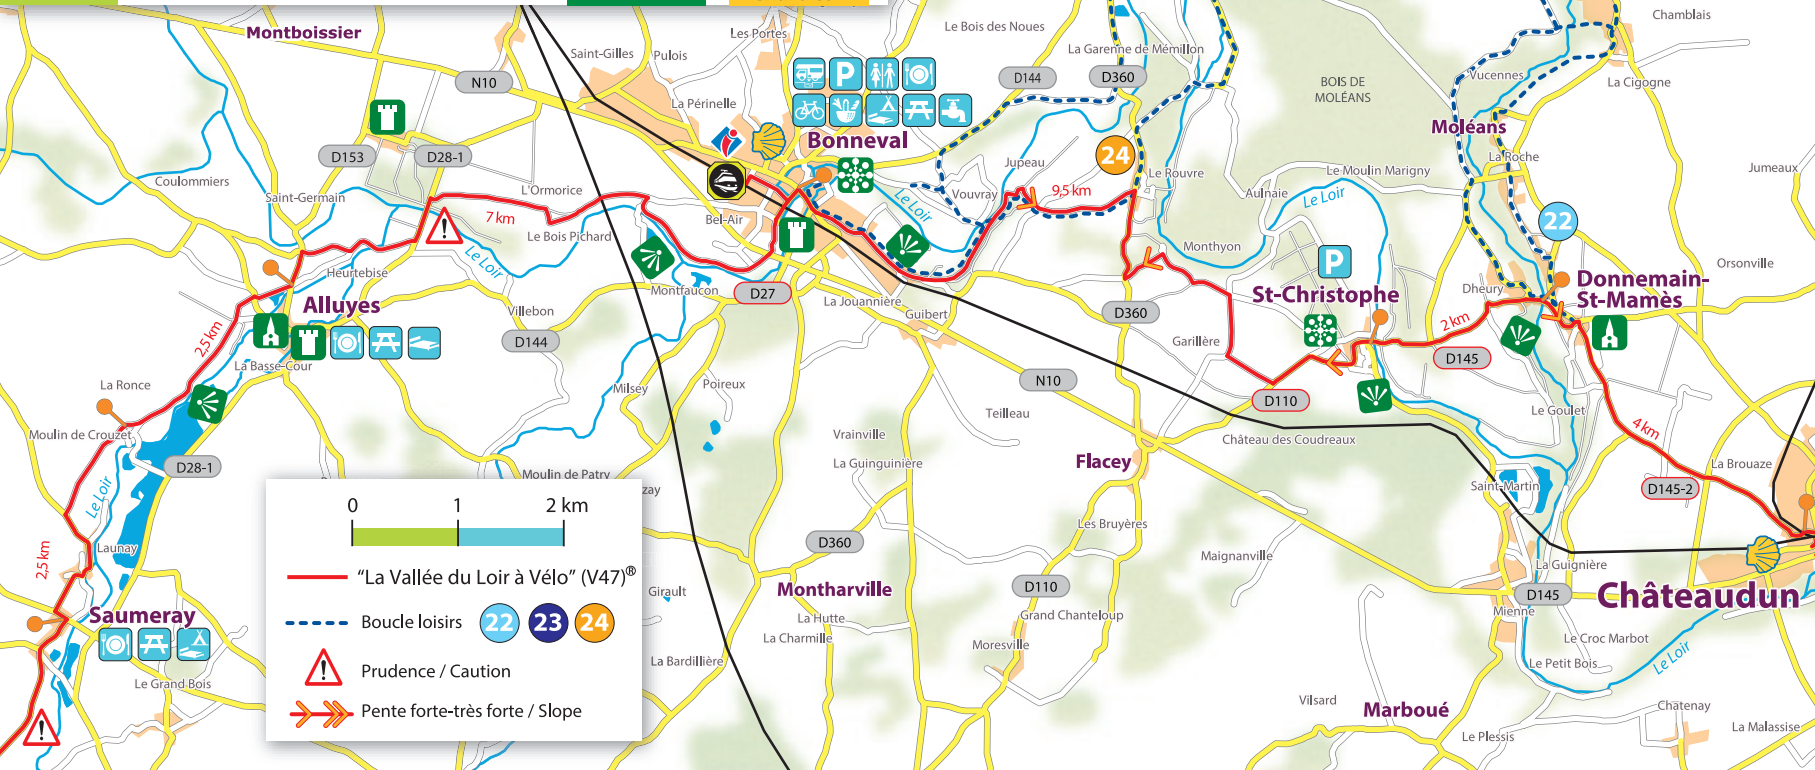 Montboissier
N10
Saint-Gilles
Pulois
Les Portes
Le Bois des Noues
La Garenne de Mémillon
Chamblais
D144
D360
BOIS DE
MOLÉANS
Vucennes
La Cigogne
La Périnelle
P
Bonneval
Moléans
D153
D28-1
Coulommiers
Saint-Germain
L'Ormorice
7 km
Le Bois Pichard
Bel-Air
Le Loir
Vouvray
Jupeau
9,5 km
24
Le Rouvre
Aulnaie
Le Moulin Marigny
La Roche
Jumeaux
Le Loir
22
Monthyon
P
Orsonville
Heurtebise
Le Loir
Alluyes
Villebon
Montfaucon
D27
La Jouannière
Guibert
D360
St-Christophe
Dheury
Donnemain-
St-Mamès
2 km
2,5 km
D144
Garillère
D145
La Basse-Cour
La Ronce
Milsey
Poireux
N10
D110
Teilleau
Le Goulet
4 km
Moulin de Crouzet
D28-1
Vrainville
La Guinguinière
Château des Coudreaux
Flacey
La Brouaze
Moulin de Patry
zay
Saint-Martin
D145-2
Le Loir
0 1 2 km
Launay
2,5 km
D360
Les Bruyères
Maignanville
La Guignière
"La Vallée du Loir à Vélo" (V47)®
Girault
Montharville
D110
D145
Châteaudun
Saumeray
Boucle loisirs 22 23 24
La Hutte
La Charmille
Grand Chanteloup
Mienne
Le Croc Marbot
Moresville
La Bardillière
Le Petit Bois
Le Loir
Prudence / Caution
Le Grand Bois
Pente forte-très forte / Slope
Vilsard
Marboué
Chatenay
Le Plessis
La Malassise